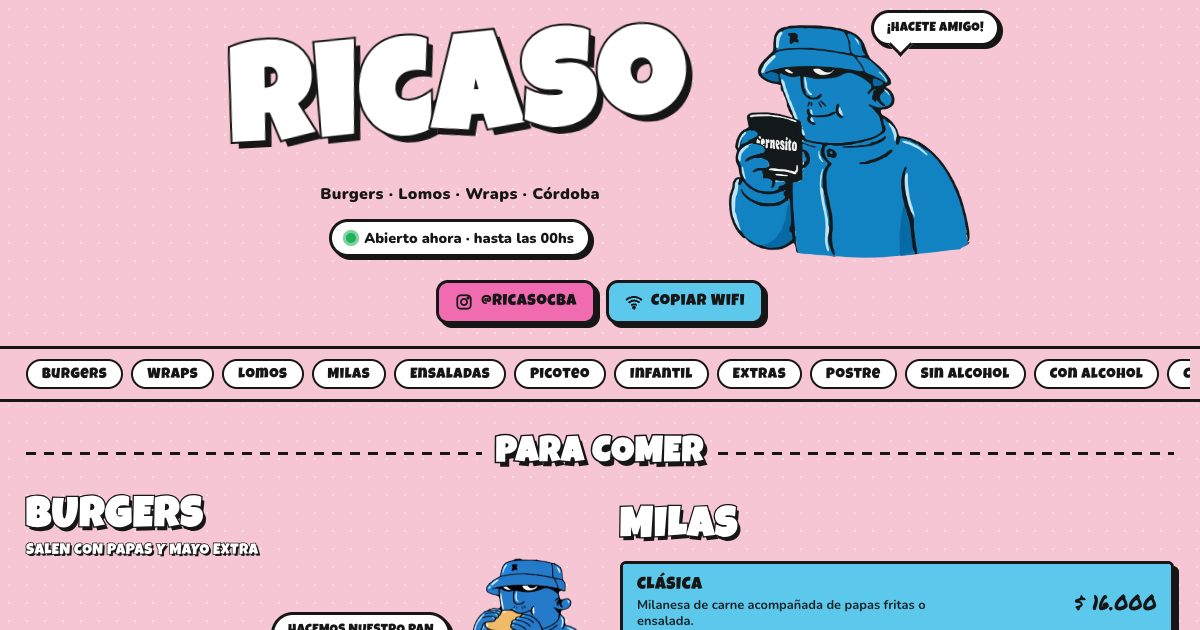 RICASO
¡HACETE AMIGO!
R
Burgers · Lomos · Wraps · Córdoba
Abierto ahora · hasta las 00hs
@RICASOCBA
COPIAR WIFI
BURGERS
WRAPS
LOMOS
MILAS
ENSALADAS
PICOTEO
INFANTIL
EXTRAS
POSTRE
SIN ALCOHOL
CON ALCOHOL
PARA COMER
BURGERS
SALEN CON PAPAS Y MAYO EXTRA
HACEMOS NUESTRO PAN
MILAS
CLÁSICA
Milanesa de carne acompañada de papas fritas o
ensalada.
$ 16.000